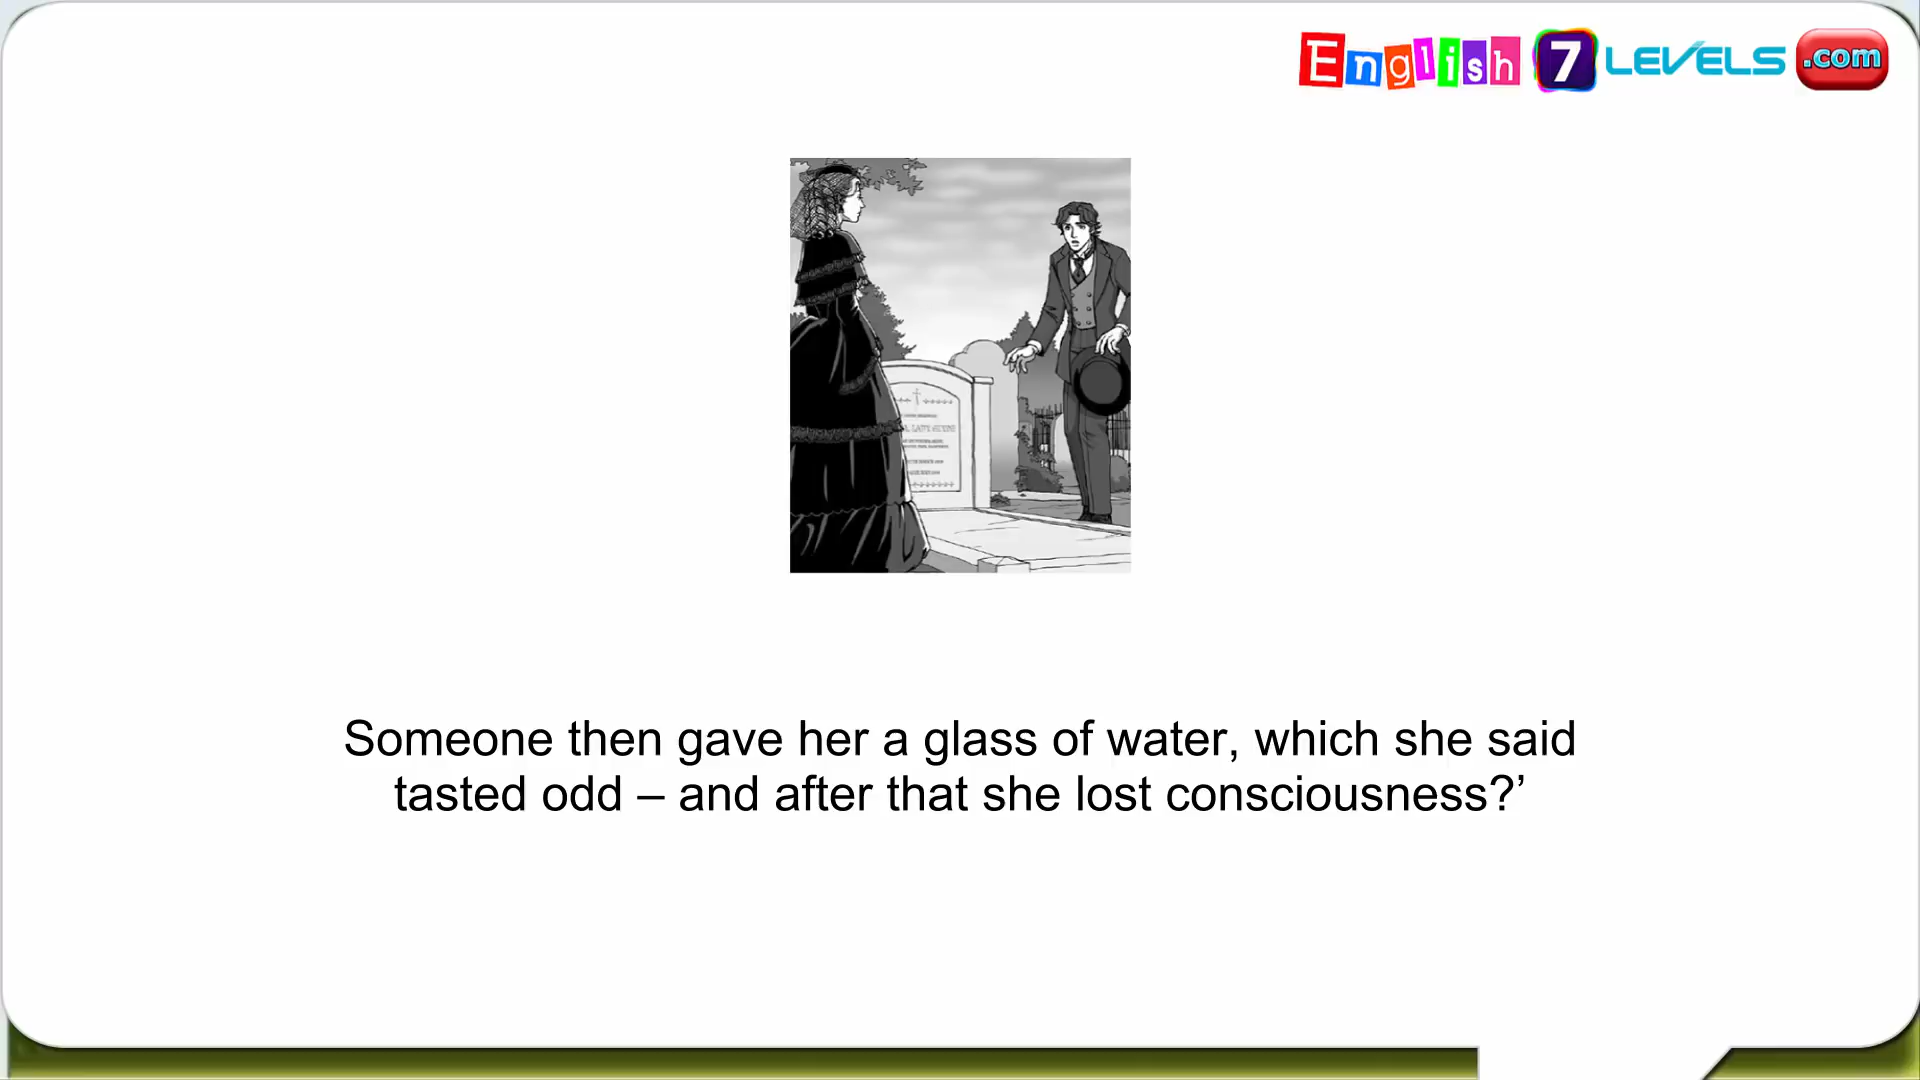 English 7 LEVELS .com
Someone then gave her a glass of water, which she said
tasted odd – and after that she lost consciousness?’